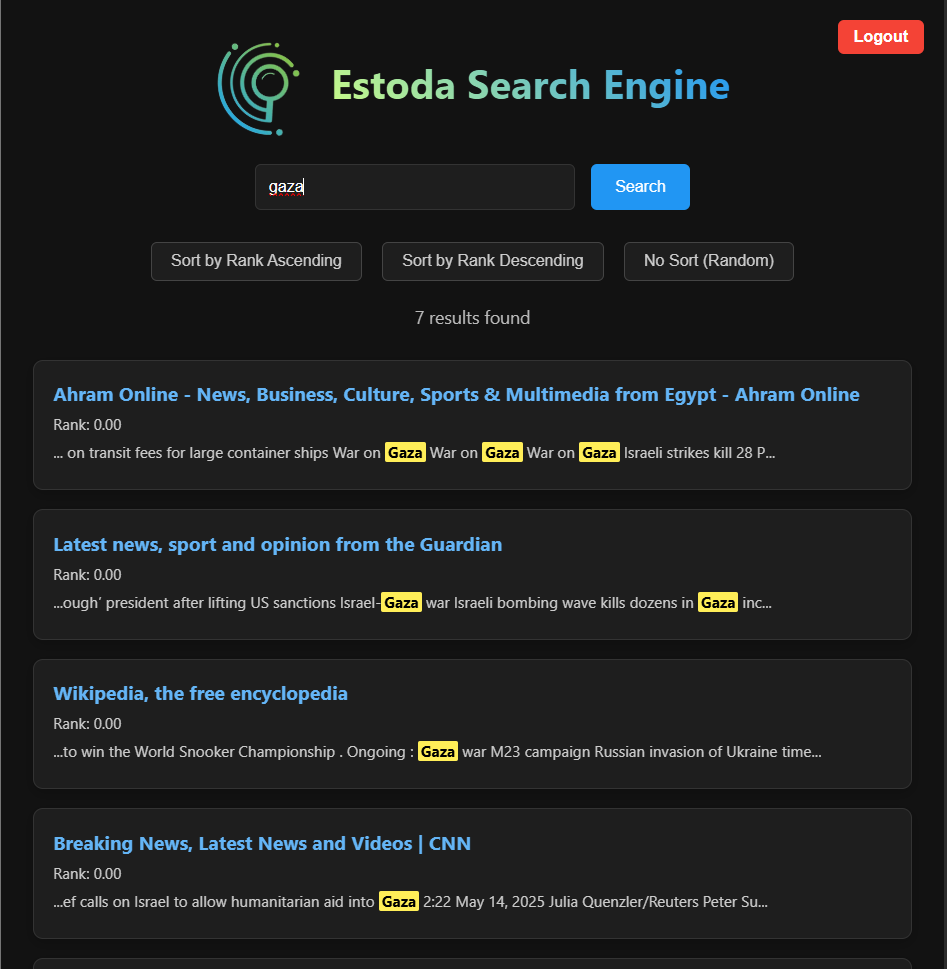 Logout
Estoda Search Engine
gaza
Search
Sort by Rank Ascending
Sort by Rank Descending
No Sort (Random)
7 results found
Ahram Online - News, Business, Culture, Sports & Multimedia from Egypt - Ahram Online
Rank: 0.00
... on transit fees for large container ships War on Gaza War on Gaza War on Gaza Israeli strikes kill 28 P...
Latest news, sport and opinion from the Guardian
Rank: 0.00
...ough’ president after lifting US sanctions Israel-Gaza war Israeli bombing wave kills dozens in Gaza inc...
Wikipedia, the free encyclopedia
Rank: 0.00
...to win the World Snooker Championship . Ongoing : Gaza war M23 campaign Russian invasion of Ukraine time...
Breaking News, Latest News and Videos | CNN
Rank: 0.00
...ef calls on Israel to allow humanitarian aid into Gaza 2:22 May 14, 2025 Julia Quenzler/Reuters Peter Su...